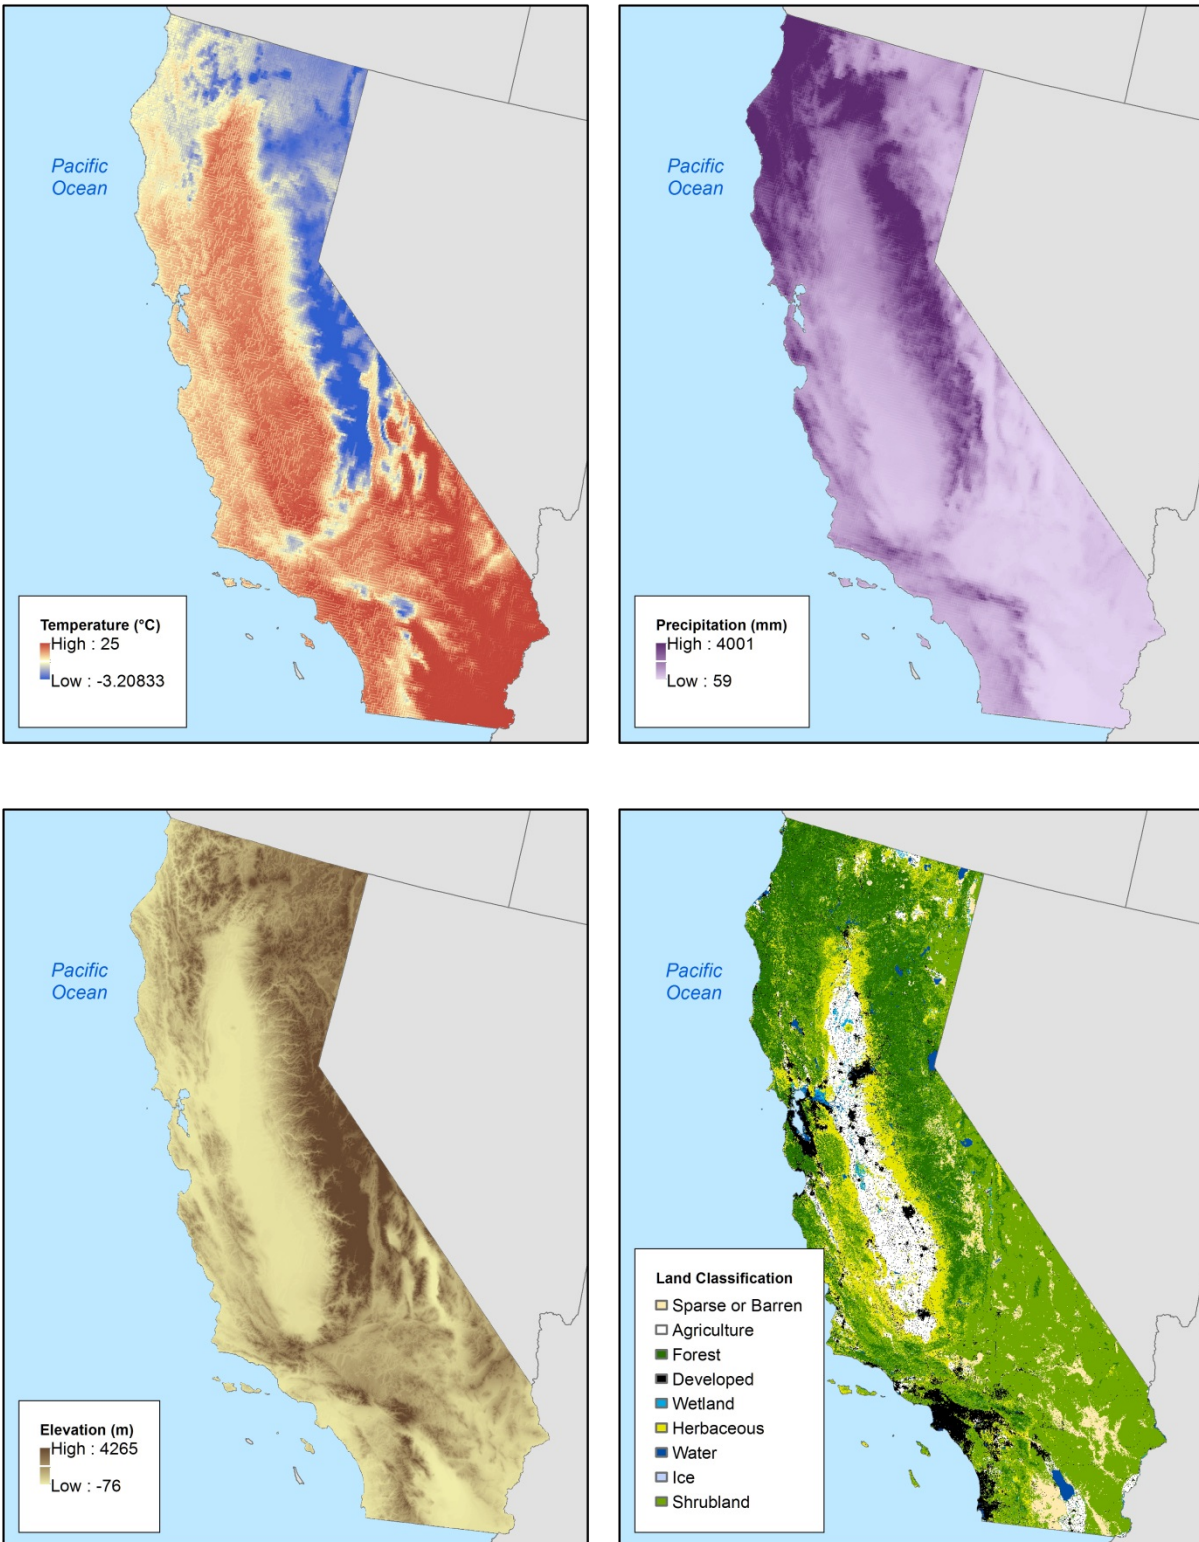 Pacific
Ocean
Temperature (°C)
High : 25
Low : -3.20833
Pacific
Ocean
Precipitation (mm)
High : 4001
Low : 59
Pacific
Ocean
Elevation (m)
High : 4265
Low : -76
Pacific
Ocean
Land Classification
Sparse or Barren
Agriculture
Forest
Developed
Wetland
Herbaceous
Water
Ice
Shrubland